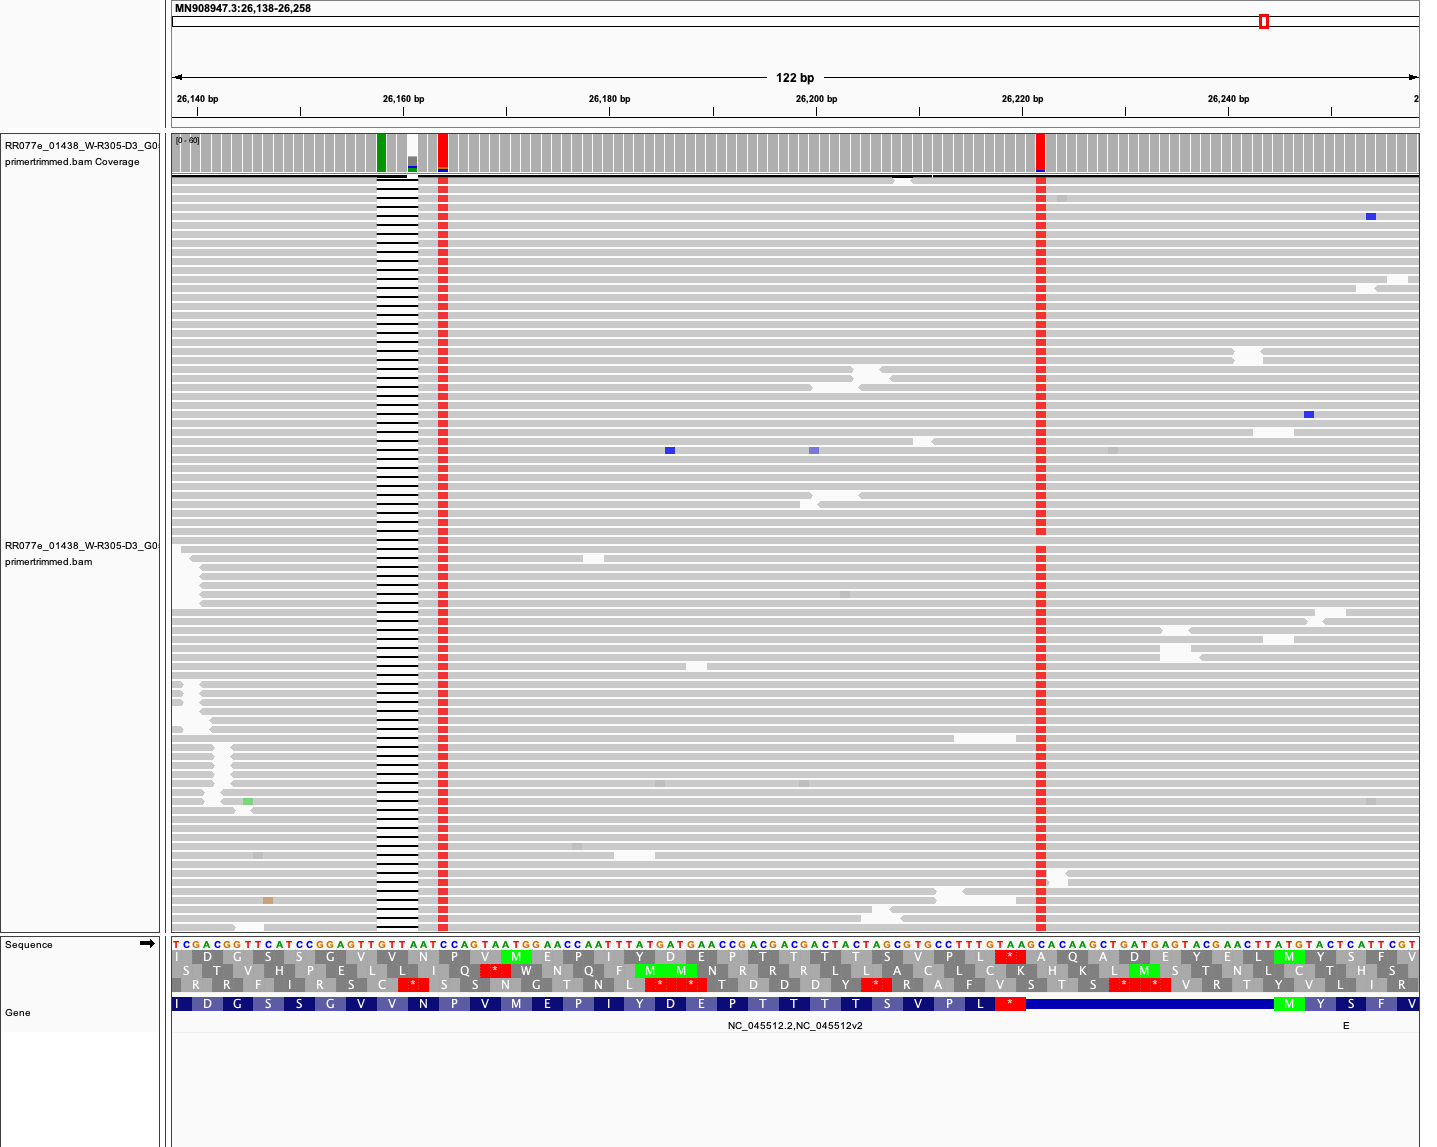 MN908947.3:26,138-26,258
122 bp
26,140 bp 26,160 bp 26,180 bp 26,200 bp 26,220 bp 26,240 bp 2
RR077e_01438_W-R305-D3_G0
primertrimmed.bam Coverage
[0 - 60]
RR077e_01438_W-R305-D3_G0
primertrimmed.bam
Sequence
TCGACGGTTCATCCGGAGTTGTTAATCCAGTAATGGAACCAATTTATGATGAACCGACGACGACTACTAGCGTGCCTTTGTAAGCACAAGCTGATGAGTACGAACTTATGTACTCATTCGT
I D G S S G V V N P V M E P I Y D E P T T T T S V P L * A Q A D E Y E L M Y S F V
S T V H P E L L I Q * W N Q F M M N R R R L L A C L C K H K L M S T N L C T H S
R R F I R S C * S S N G T N L * * T D D D Y * R A F V S T S * * V R T Y V L I R
Gene
I D G S S G V V N P V M E P I Y D E P T T T T S V P L * M Y S F V
NC_045512.2,NC_045512v2 E